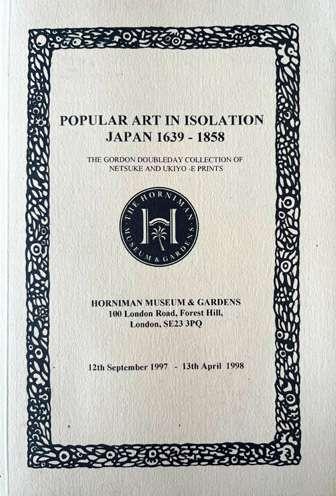 POPULAR ART IN ISOLATION
JAPAN 1639 - 1858
THE GORDON DOUBLEDAY COLLECTION OF
NETSUKE AND UKIYO -E PRINTS
THE HORNIMAN
MUSEUM & GARDENS
H
HORNIMAN MUSEUM & GARDENS
100 London Road, Forest Hill,
London, SE23 3PQ
12th September 1997 - 13th April 1998